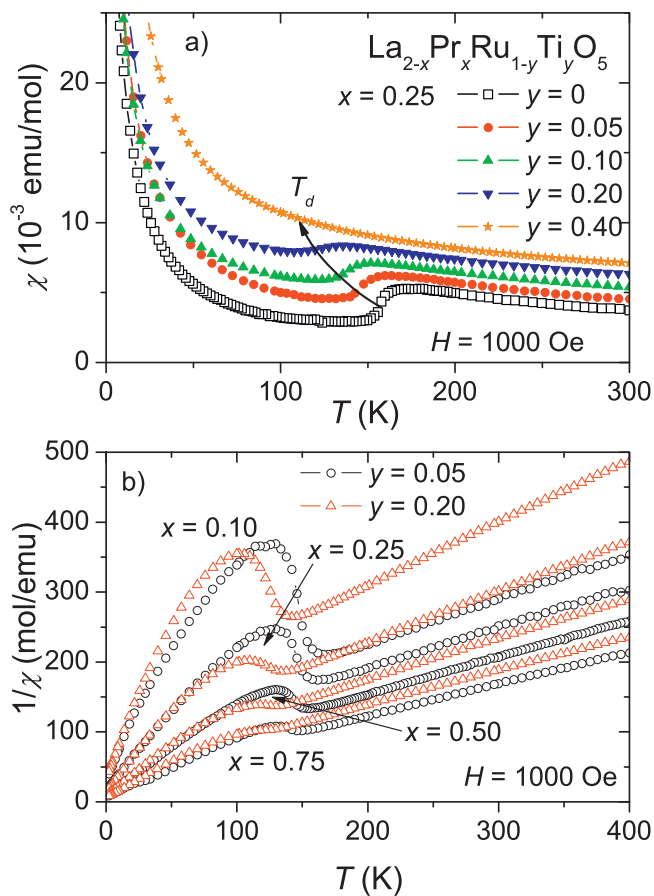 a)
La₂₋ₓPrₓRu₁₋ᵧTiᵧO₅
x = 0.25
y = 0
y = 0.05
y = 0.10
y = 0.20
y = 0.40
T_d
20
10
0
χ (10⁻³ emu/mol)
H = 1000 Oe
0 100 200 300
T (K)
b)
y = 0.05
y = 0.20
x = 0.10
x = 0.25
x = 0.50
x = 0.75
500
400
300
200
100
0
1/χ (mol/emu)
H = 1000 Oe
0 100 200 300 400
T (K)